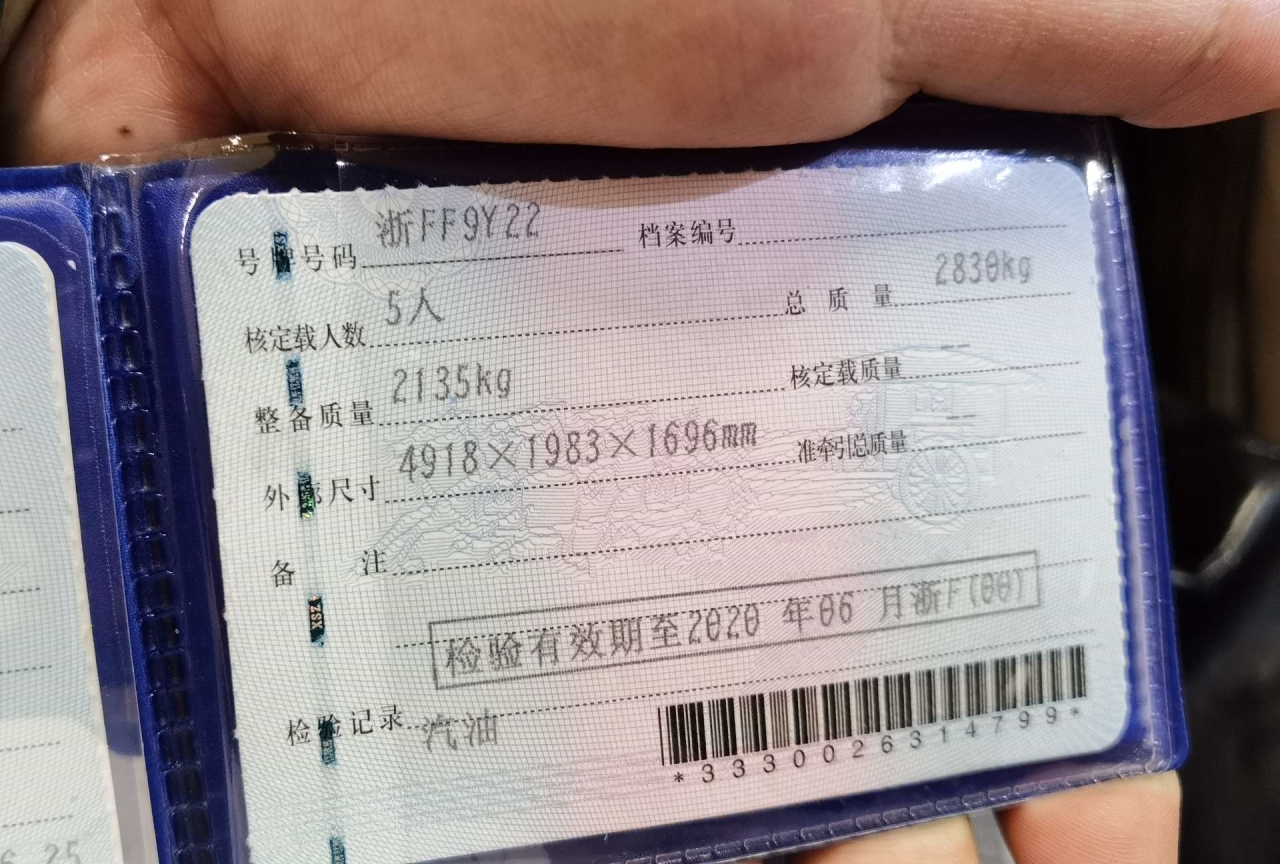 号牌号码 浙FF9Y22 档案编号
核定载人数 5人 总质量 2830kg
整备质量 2135kg 核定载质量 --
外廓尺寸 4918×1983×1696mm 准牵引总质量 --
备注
检验有效期至2020 年06 月浙F(00)
检验记录 汽油
*3330026314799*
XSZ
25